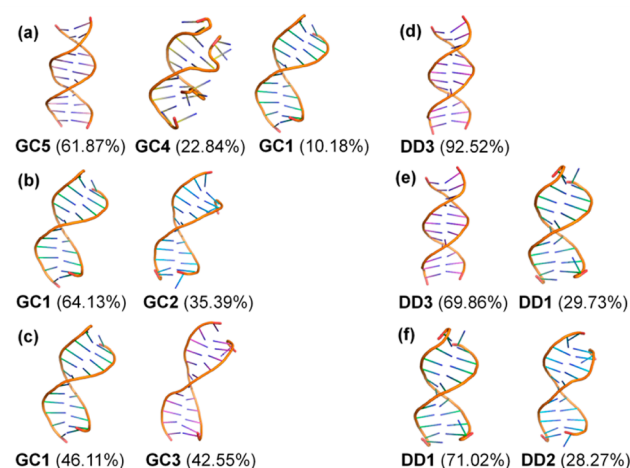 (a)
GC5 (61.87%) GC4 (22.84%) GC1 (10.18%)
(b)
GC1 (64.13%) GC2 (35.39%)
(c)
GC1 (46.11%) GC3 (42.55%)
(d)
DD3 (92.52%)
(e)
DD3 (69.86%) DD1 (29.73%)
(f)
DD1 (71.02%) DD2 (28.27%)